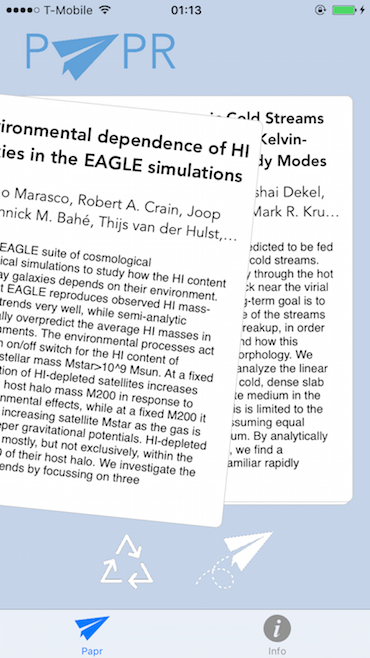 T-Mobile 01:13
P PR
ironmental dependence of HI
ies in the EAGLE simulations
o Marasco, Robert A. Crain, Joop
nnick M. Bahé, Thijs van der Hulst,…
EAGLE suite of cosmological
ical simulations to study how the HI content
ay galaxies depends on their environment.
t EAGLE reproduces observed HI mass-
trends very well, while semi-analytic
ally overpredict the average HI masses in
nments. The environmental processes act
n on/off switch for the HI content of
stellar mass Mstar>10^9 Msun. At a fixed
tion of HI-depleted satellites increases
host halo mass M200 in response to
nmental effects, while at a fixed M200 it
increasing satellite Mstar as the gas is
per gravitational potentials. HI-depleted
mostly, but not exclusively, within the
0 of their host halo. We investigate the
ends by focussing on three
Cold Streams
Kelvin-
dy Modes
shai Dekel,
Mark R. Kru…
edicted to be fed
cold streams.
y through the hot
ck near the virial
g-term goal is to
e of the streams
reakup, in order
nd how this
orphology. We
analyze the linear
cold, dense slab
te medium in the
is is limited to the
ssuming equal
um. By analytically
, we find a
amiliar rapidly
Papr
Info